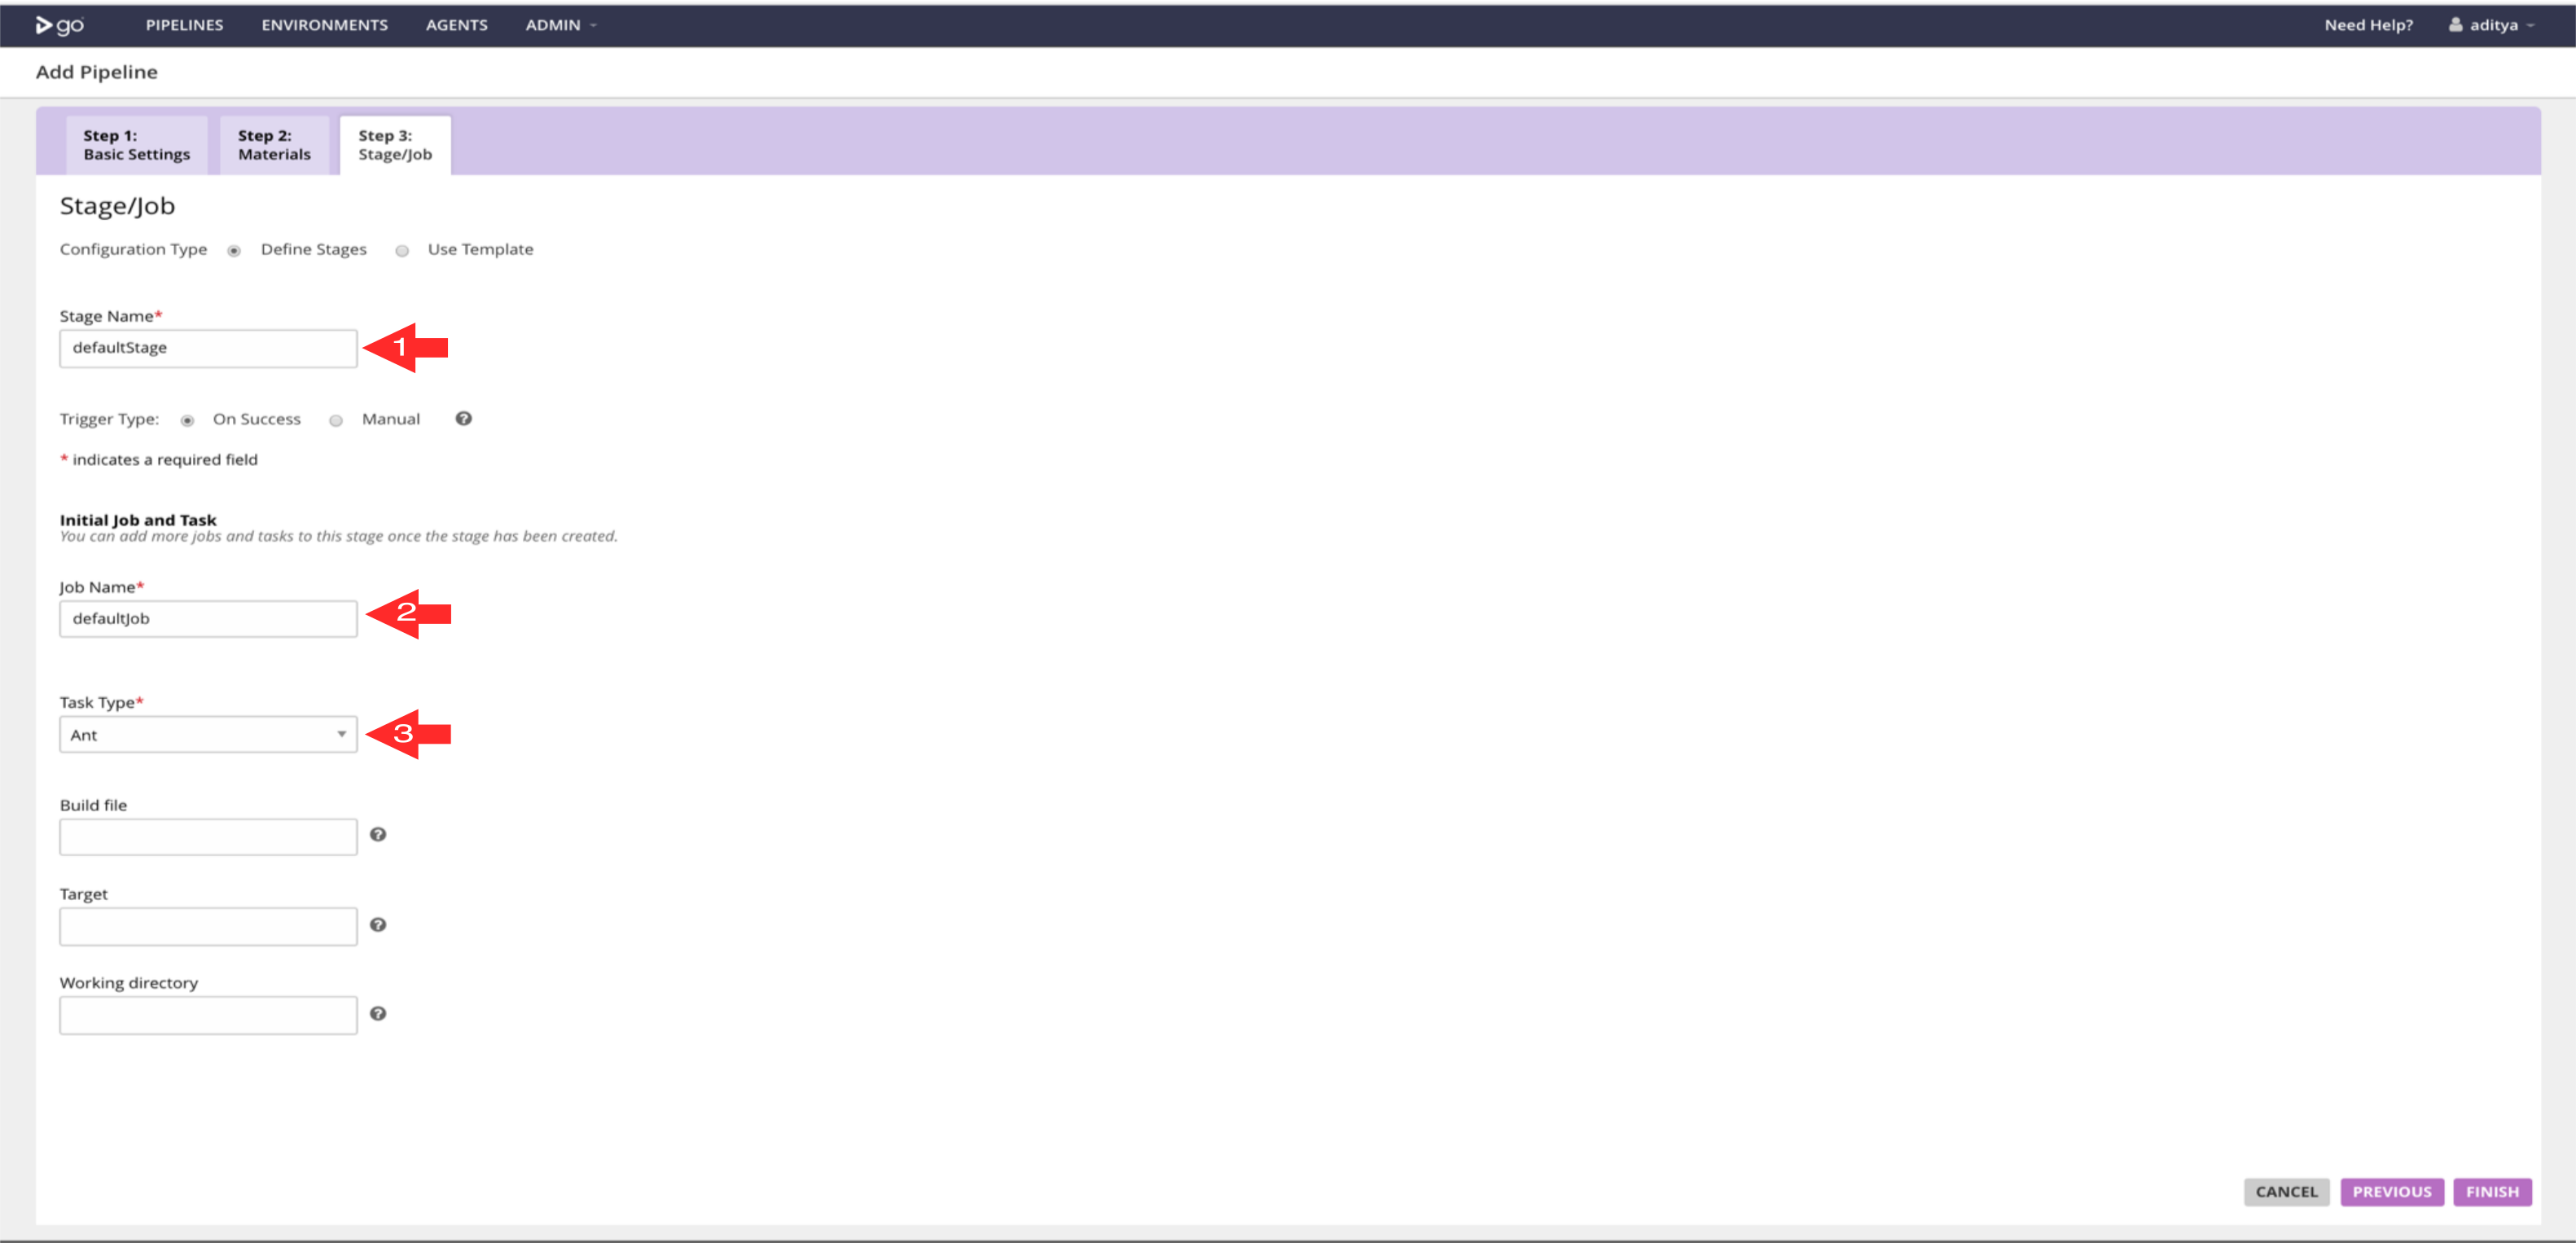 go PIPELINES ENVIRONMENTS AGENTS ADMIN Need Help? aditya
Add Pipeline
Step 1:
Basic Settings
Step 2:
Materials
Step 3:
Stage/Job
Stage/Job
Configuration Type Define Stages Use Template
Stage Name*
defaultStage
1
Trigger Type: On Success Manual ?
* indicates a required field
Initial Job and Task
You can add more jobs and tasks to this stage once the stage has been created.
Job Name*
defaultJob
2
Task Type*
Ant
3
Build file
?
Target
?
Working directory
?
CANCEL PREVIOUS FINISH